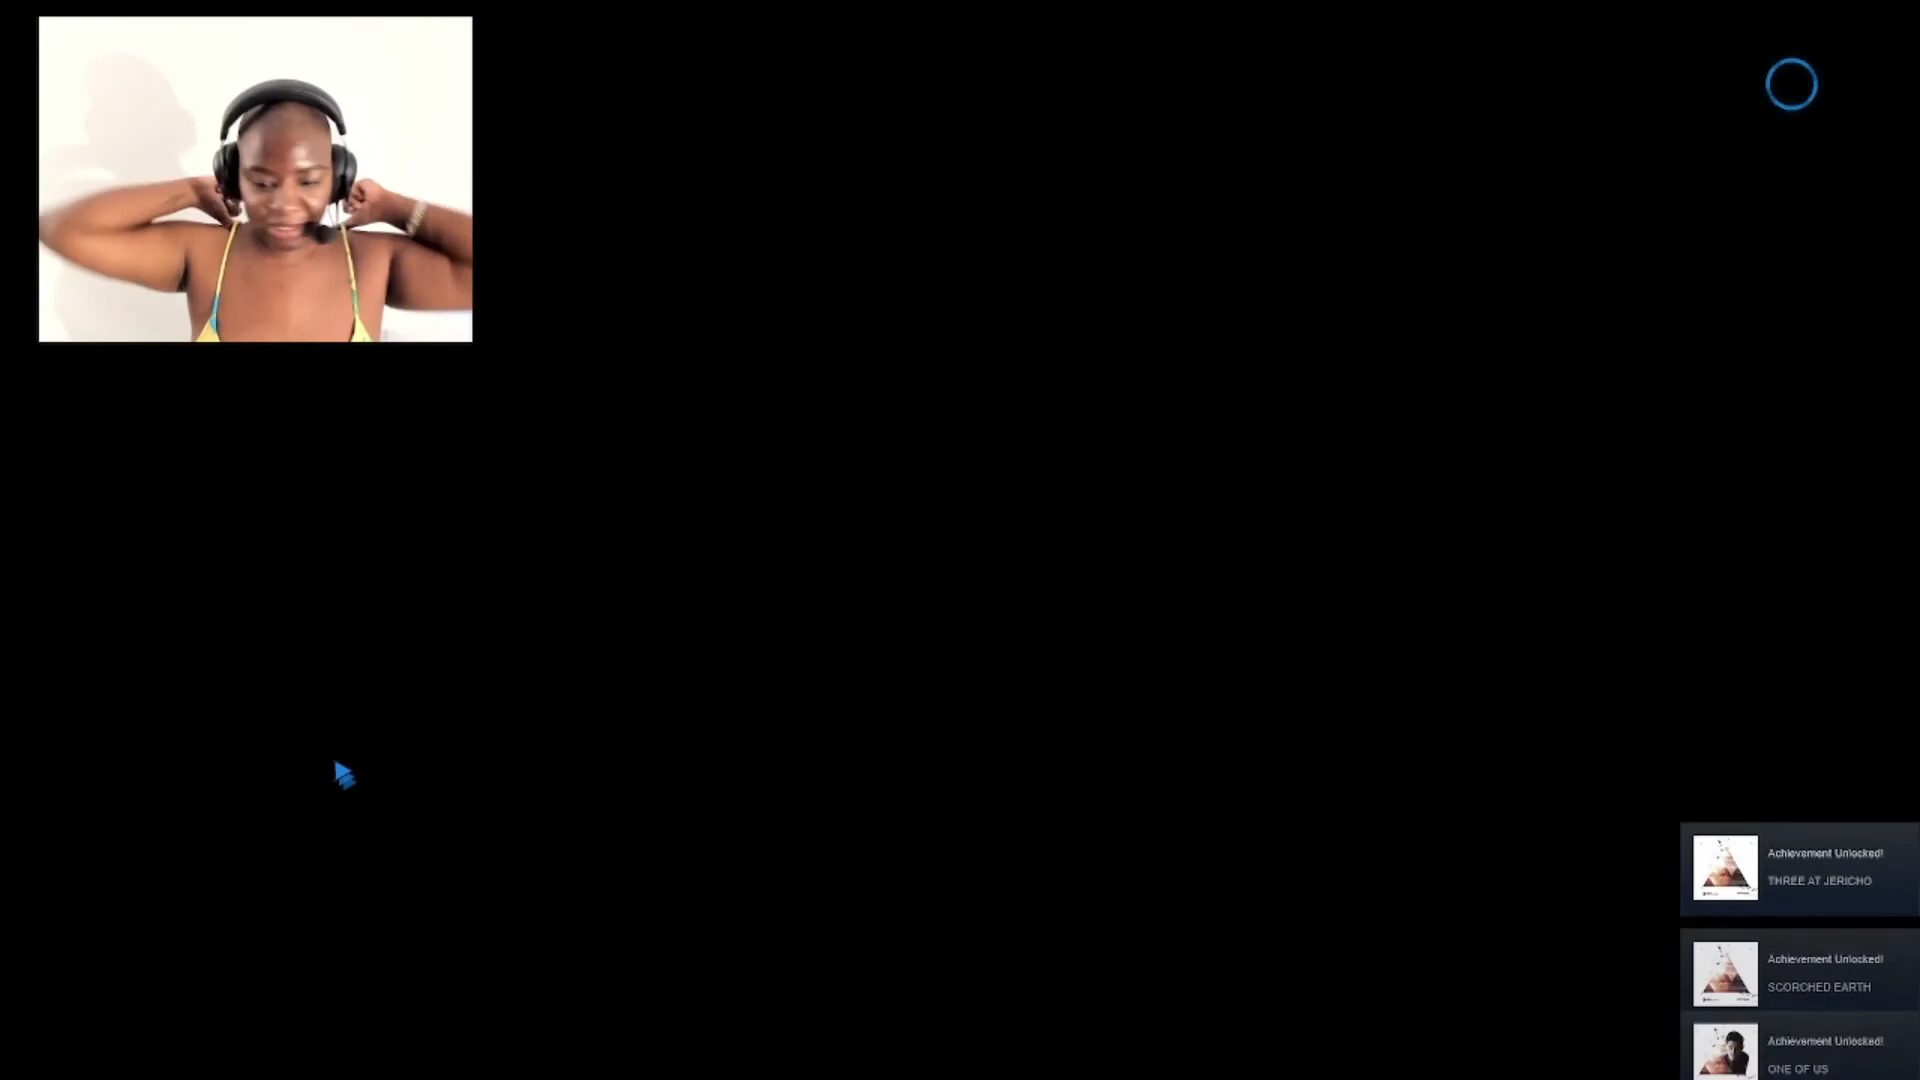 Achievement Unlocked!
THREE AT JERICHO
Achievement Unlocked!
SCORCHED EARTH
Achievement Unlocked!
ONE OF US